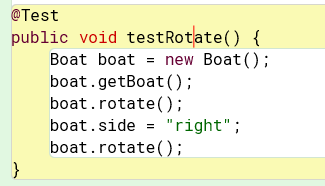 @Test
public void testRotate() {
Boat boat = new Boat();
boat.getBoat();
boat.rotate();
boat.side = "right";
boat.rotate();
}